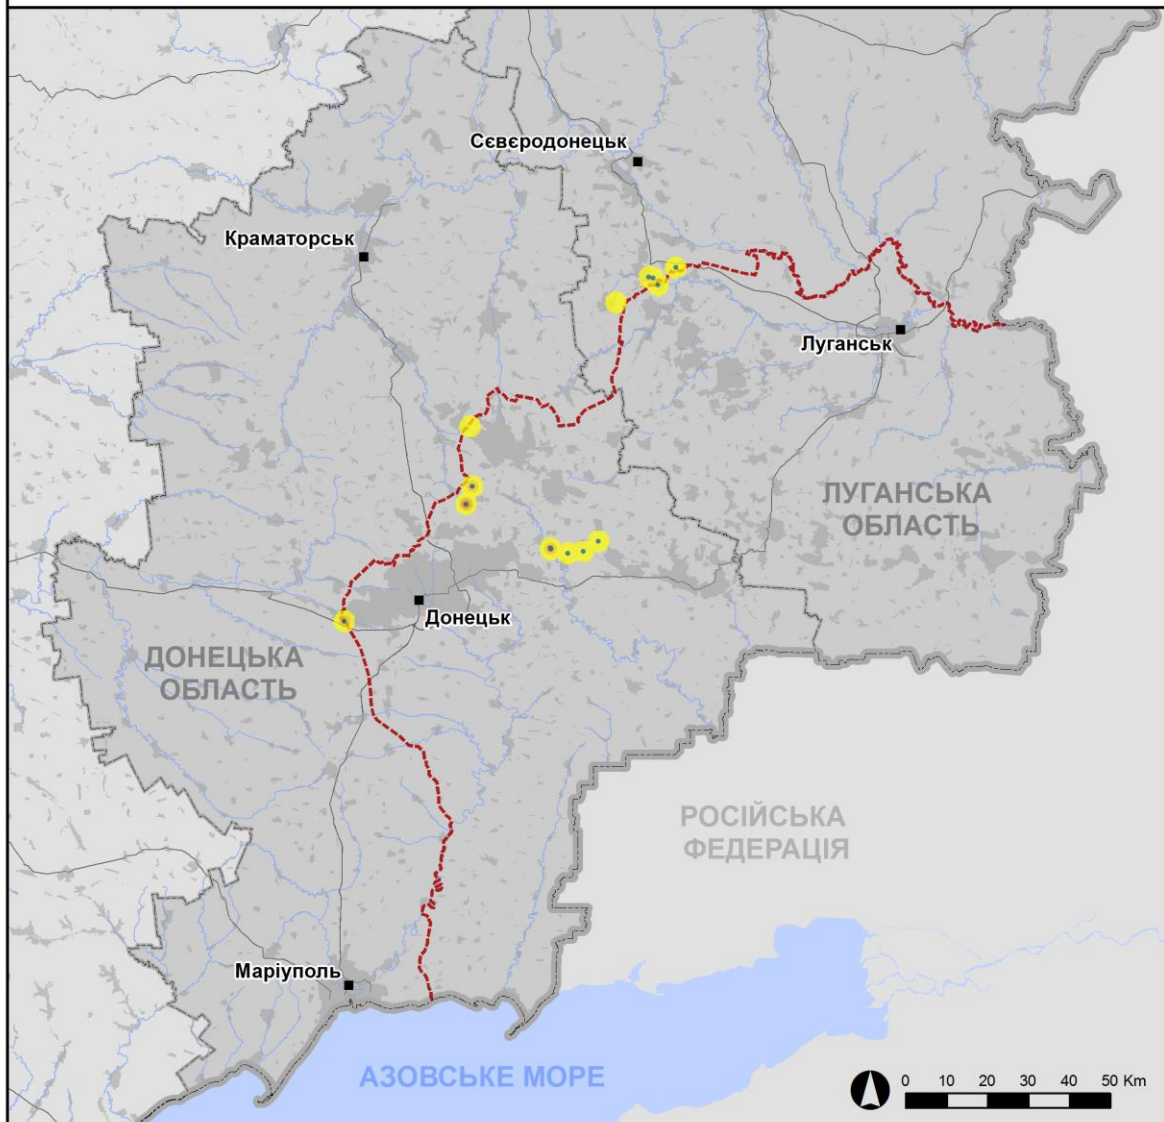 Сєвєродонецьк
Краматорськ
Луганськ
ЛУГАНСЬКА
ОБЛАСТЬ
Донецьк
ДОНЕЦЬКА
ОБЛАСТЬ
РОСІЙСЬКА
ФЕДЕРАЦІЯ
Маріуполь
АЗОВСЬКЕ МОРЕ
0 10 20 30 40 50 Km